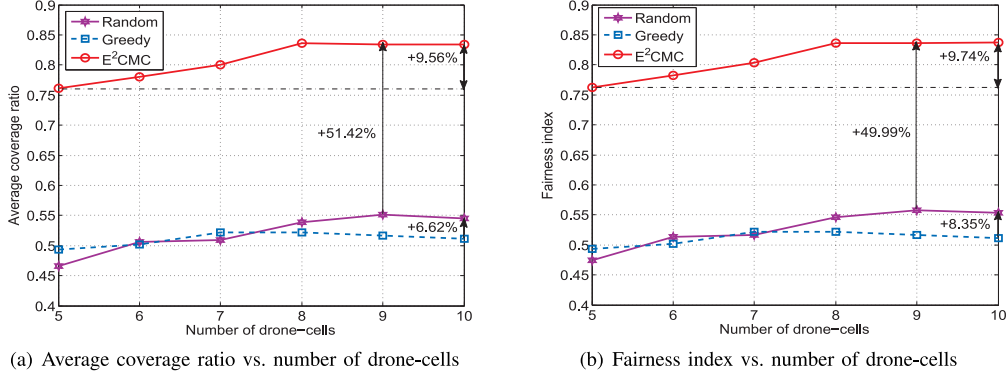 Random
Greedy
E²CMC
0.85
0.8
0.75
0.7
0.65
0.6
0.55
0.5
0.45
0.4
Average coverage ratio
+9.56%
+51.42%
+6.62%
5 6 7 8 9 10
Number of drone-cells
(a) Average coverage ratio vs. number of drone-cells
Random
Greedy
E²CMC
0.85
0.8
0.75
0.7
0.65
0.6
0.55
0.5
0.45
0.4
Fairness index
+9.74%
+49.99%
+8.35%
5 6 7 8 9 10
Number of drone-cells
(b) Fairness index vs. number of drone-cells